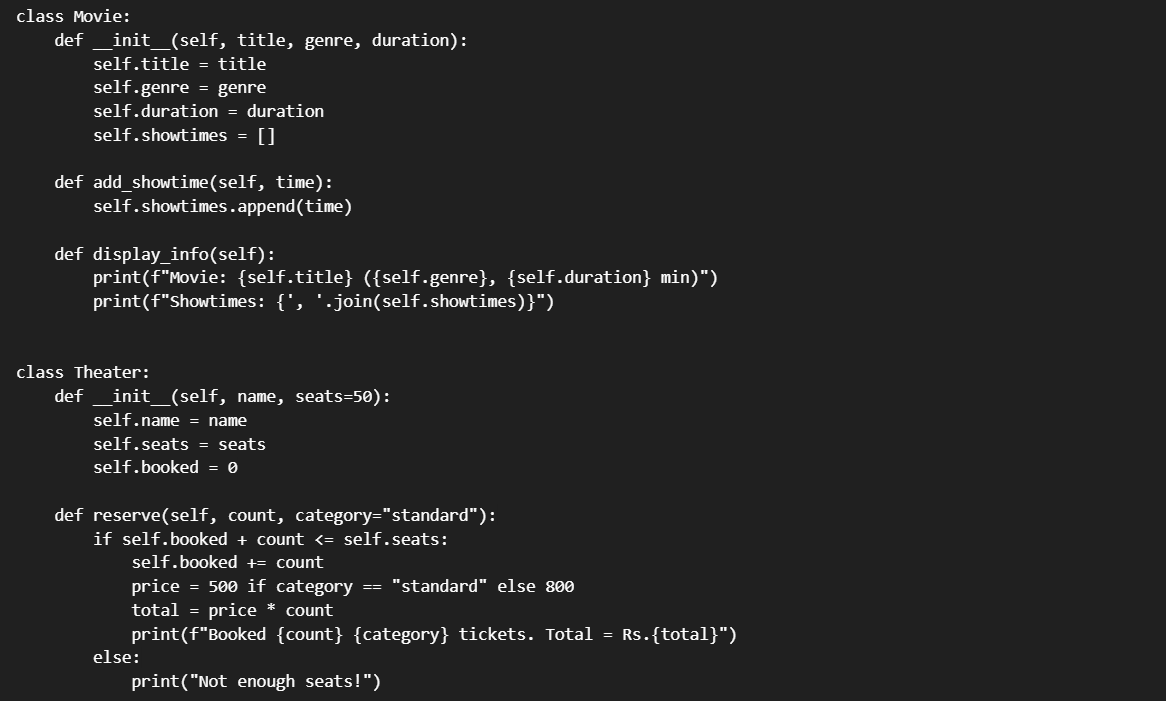 class Movie:
    def __init__(self, title, genre, duration):
        self.title = title
        self.genre = genre
        self.duration = duration
        self.showtimes = []

    def add_showtime(self, time):
        self.showtimes.append(time)

    def display_info(self):
        print(f"Movie: {self.title} ({self.genre}, {self.duration} min)")
        print(f"Showtimes: {', '.join(self.showtimes)}")


class Theater:
    def __init__(self, name, seats=50):
        self.name = name
        self.seats = seats
        self.booked = 0

    def reserve(self, count, category="standard"):
        if self.booked + count <= self.seats:
            self.booked += count
            price = 500 if category == "standard" else 800
            total = price * count
            print(f"Booked {count} {category} tickets. Total = Rs.{total}")
        else:
            print("Not enough seats!")